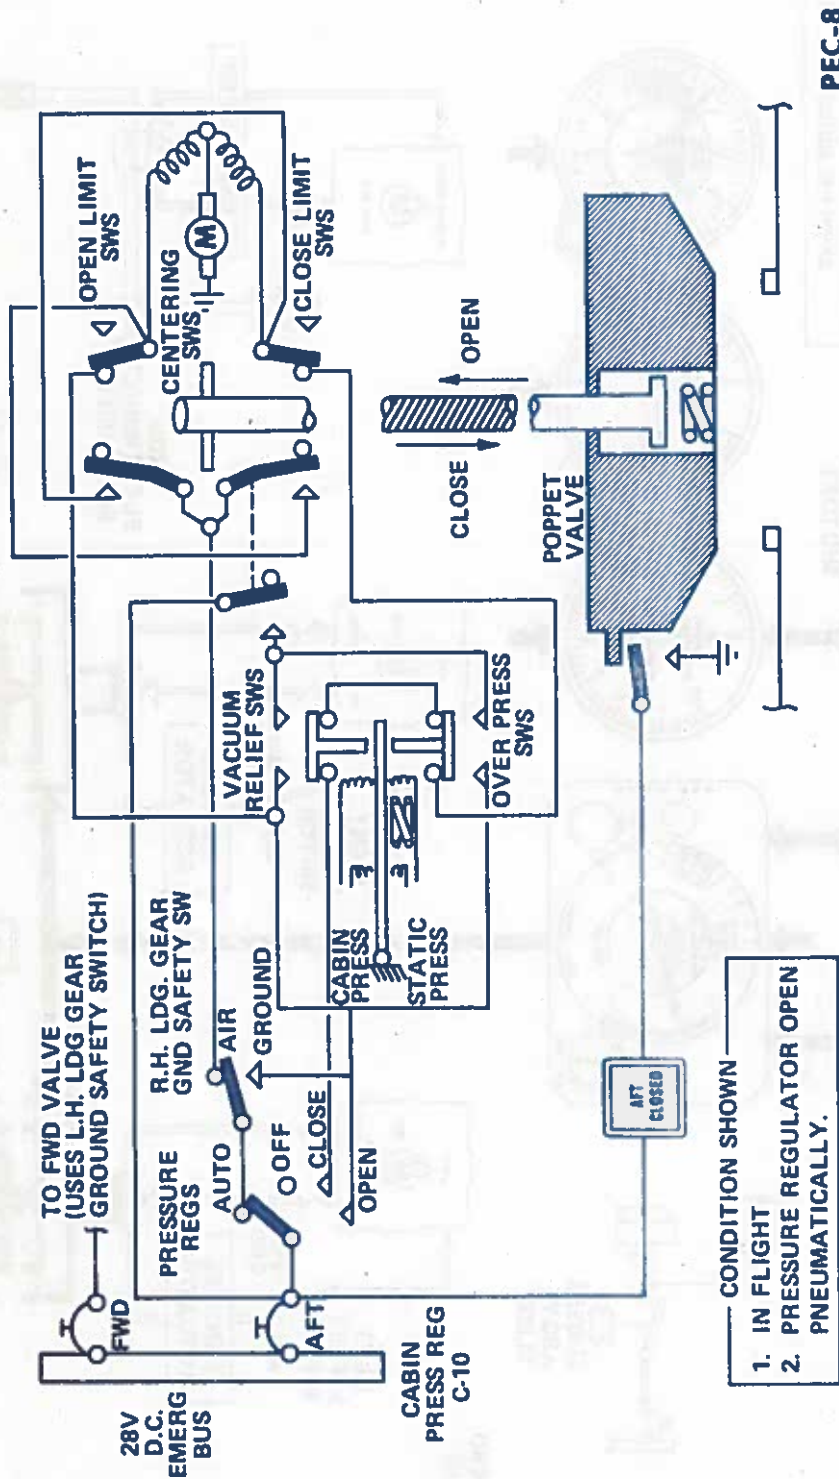 TO FWD VALVE
(USES L.H. LDG GEAR
GROUND SAFETY SWITCH)
FWD
28V
D.C.
EMERG
BUS
AFT
CABIN
PRESS REG
C-10
PRESSURE
REGS
AUTO
OFF
CLOSE
OPEN
R.H. LDG. GEAR
GND SAFETY SW
AIR
GROUND
VACUUM
RELIEF SWS
CABIN
PRESS
STATIC
PRESS
OVER PRESS
SWS
OPEN LIMIT
SWS
CENTERING
SWS
M
CLOSE LIMIT
SWS
CLOSE
OPEN
POPPET
VALVE
AFT
CLOSED
CONDITION SHOWN
1. IN FLIGHT
2. PRESSURE REGULATOR OPEN
PNEUMATICALLY.
PEC-8